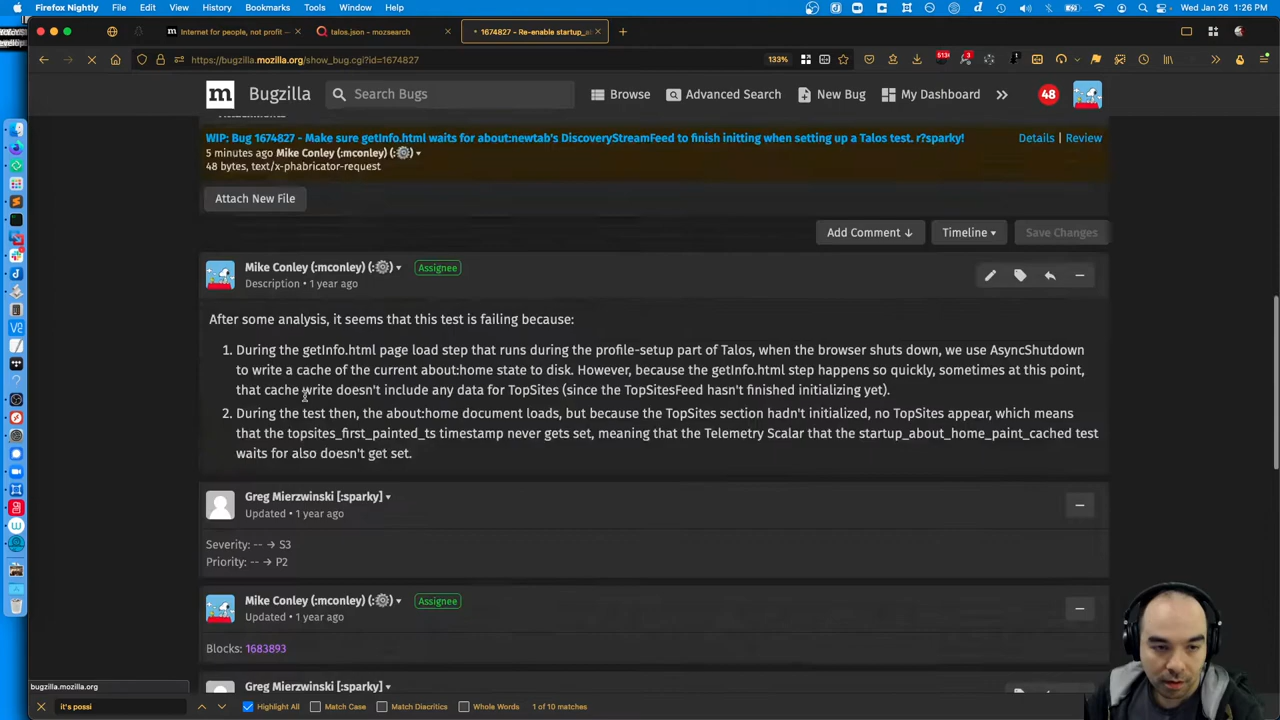 Firefox Nightly File Edit View History Bookmarks Tools Window Help Wed Jan 26 1:26 PM
Internet for people, not profit — talos.json - mozsearch 1674827 - Re-enable startup_a
https://bugzilla.mozilla.org/show_bug.cgi?id=1674827 133%
m Bugzilla Search Bugs Browse Advanced Search New Bug My Dashboard 48
WIP: Bug 1674827 - Make sure getInfo.html waits for about:newtab's DiscoveryStreamFeed to finish initting when setting up a Talos test. r?sparky! Details | Review
5 minutes ago Mike Conley (:mconley) (:⚙️)
48 bytes, text/x-phabricator-request
Attach New File
Add Comment ↓ Timeline ▾ Save Changes
Mike Conley (:mconley) (:⚙️) ▾ Assignee
Description • 1 year ago
After some analysis, it seems that this test is failing because:
1. During the getInfo.html page load step that runs during the profile-setup part of Talos, when the browser shuts down, we use AsyncShutdown
to write a cache of the current about:home state to disk. However, because the getInfo.html step happens so quickly, sometimes at this point,
that cache write doesn't include any data for TopSites (since the TopSitesFeed hasn't finished initializing yet).
2. During the test then, the about:home document loads, but because the TopSites section hadn't initialized, no TopSites appear, which means
that the topsites_first_painted_ts timestamp never gets set, meaning that the Telemetry Scalar that the startup_about_home_paint_cached test
waits for also doesn't get set.
Greg Mierzwinski [:sparky] ▾
Updated • 1 year ago
Severity: -- → S3
Priority: -- → P2
Mike Conley (:mconley) (:⚙️) ▾ Assignee
Updated • 1 year ago
Blocks: 1683893
Greg Mierzwinski [:sparky] ▾
bugzilla.mozilla.org
it's possi Highlight All Match Case Match Diacritics Whole Words 1 of 10 matches